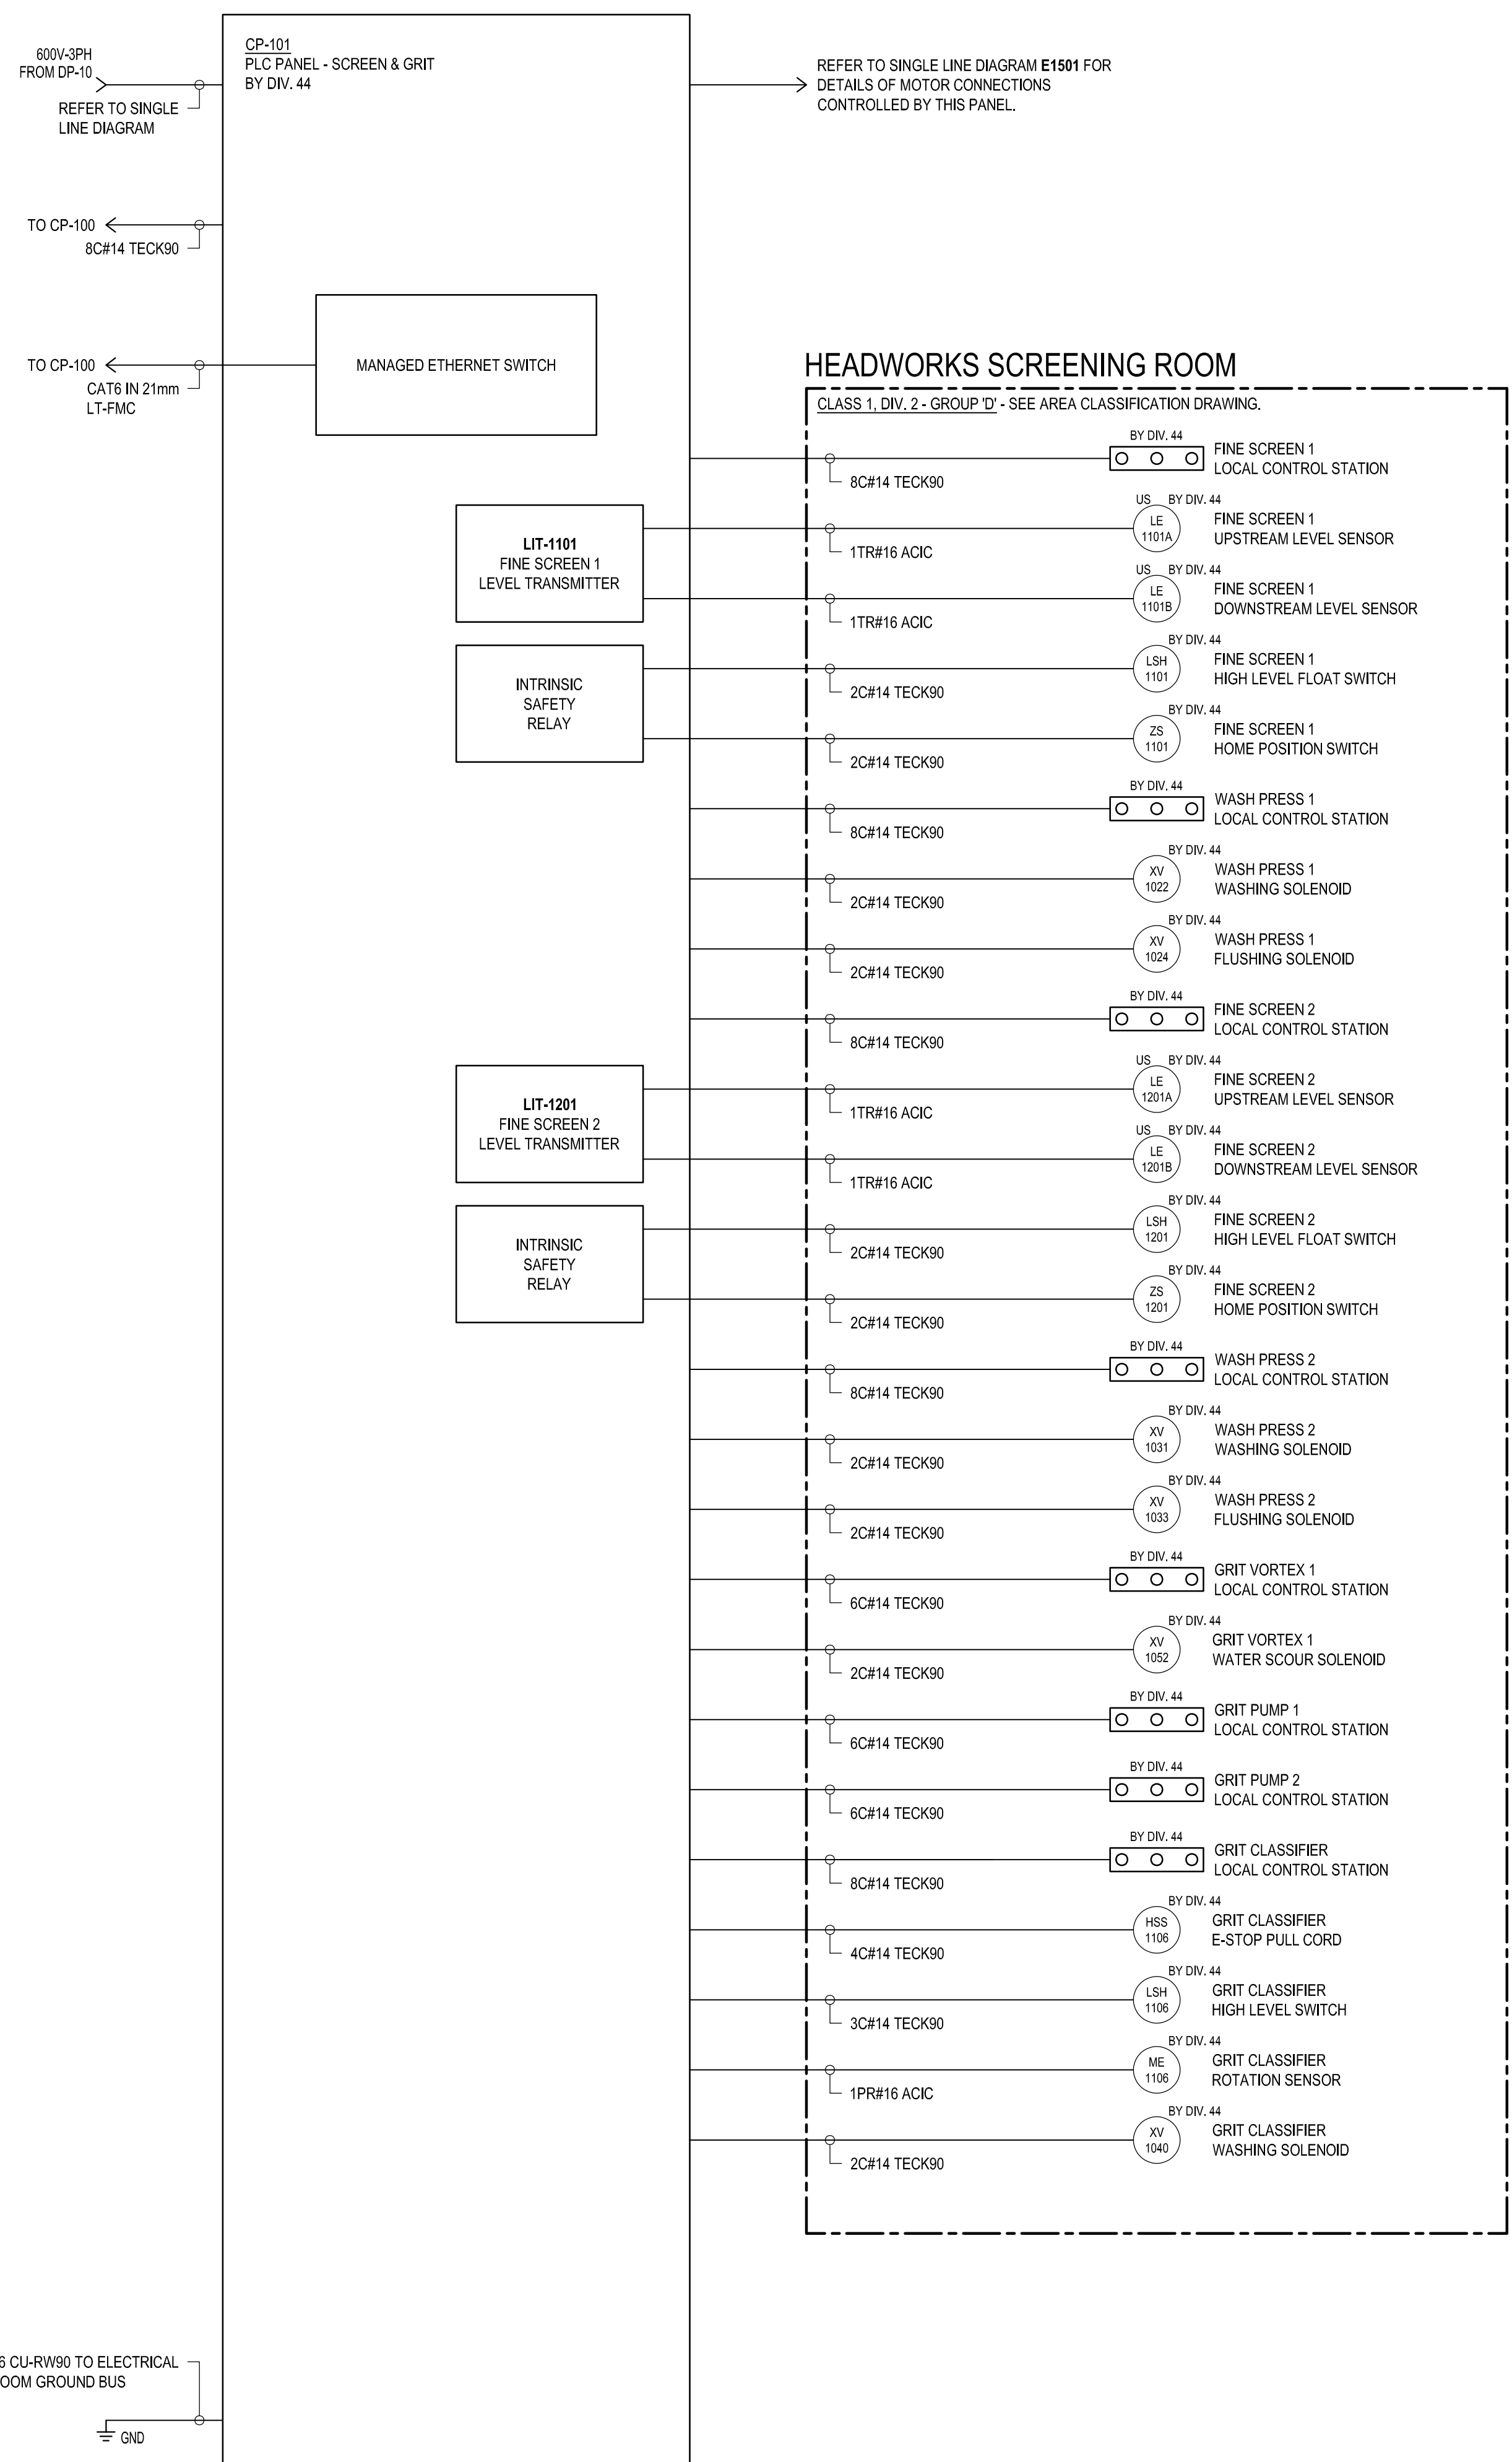 600V-3PH
FROM DP-10
REFER TO SINGLE
LINE DIAGRAM
CP-101
PLC PANEL - SCREEN & GRIT
BY DIV. 44
REFER TO SINGLE LINE DIAGRAM E1501 FOR
DETAILS OF MOTOR CONNECTIONS
CONTROLLED BY THIS PANEL.
TO CP-100
8C#14 TECK90
TO CP-100
CAT6 IN 21mm
LT-FMC
MANAGED ETHERNET SWITCH
HEADWORKS SCREENING ROOM
CLASS 1, DIV. 2 - GROUP 'D' - SEE AREA CLASSIFICATION DRAWING.
8C#14 TECK90
BY DIV. 44
FINE SCREEN 1
LOCAL CONTROL STATION
LIT-1101
FINE SCREEN 1
LEVEL TRANSMITTER
1TR#16 ACIC
US BY DIV. 44
LE
1101A
FINE SCREEN 1
UPSTREAM LEVEL SENSOR
1TR#16 ACIC
US BY DIV. 44
LE
1101B
FINE SCREEN 1
DOWNSTREAM LEVEL SENSOR
INTRINSIC
SAFETY
RELAY
2C#14 TECK90
BY DIV. 44
LSH
1101
FINE SCREEN 1
HIGH LEVEL FLOAT SWITCH
2C#14 TECK90
BY DIV. 44
ZS
1101
FINE SCREEN 1
HOME POSITION SWITCH
8C#14 TECK90
BY DIV. 44
WASH PRESS 1
LOCAL CONTROL STATION
2C#14 TECK90
BY DIV. 44
XV
1022
WASH PRESS 1
WASHING SOLENOID
2C#14 TECK90
BY DIV. 44
XV
1024
WASH PRESS 1
FLUSHING SOLENOID
8C#14 TECK90
BY DIV. 44
FINE SCREEN 2
LOCAL CONTROL STATION
LIT-1201
FINE SCREEN 2
LEVEL TRANSMITTER
1TR#16 ACIC
US BY DIV. 44
LE
1201A
FINE SCREEN 2
UPSTREAM LEVEL SENSOR
1TR#16 ACIC
US BY DIV. 44
LE
1201B
FINE SCREEN 2
DOWNSTREAM LEVEL SENSOR
INTRINSIC
SAFETY
RELAY
2C#14 TECK90
BY DIV. 44
LSH
1201
FINE SCREEN 2
HIGH LEVEL FLOAT SWITCH
2C#14 TECK90
BY DIV. 44
ZS
1201
FINE SCREEN 2
HOME POSITION SWITCH
8C#14 TECK90
BY DIV. 44
WASH PRESS 2
LOCAL CONTROL STATION
2C#14 TECK90
BY DIV. 44
XV
1031
WASH PRESS 2
WASHING SOLENOID
2C#14 TECK90
BY DIV. 44
XV
1033
WASH PRESS 2
FLUSHING SOLENOID
6C#14 TECK90
BY DIV. 44
GRIT VORTEX 1
LOCAL CONTROL STATION
2C#14 TECK90
BY DIV. 44
XV
1052
GRIT VORTEX 1
WATER SCOUR SOLENOID
6C#14 TECK90
BY DIV. 44
GRIT PUMP 1
LOCAL CONTROL STATION
6C#14 TECK90
BY DIV. 44
GRIT PUMP 2
LOCAL CONTROL STATION
8C#14 TECK90
BY DIV. 44
GRIT CLASSIFIER
LOCAL CONTROL STATION
4C#14 TECK90
BY DIV. 44
HSS
1106
GRIT CLASSIFIER
E-STOP PULL CORD
3C#14 TECK90
BY DIV. 44
LSH
1106
GRIT CLASSIFIER
HIGH LEVEL SWITCH
1PR#16 ACIC
BY DIV. 44
ME
1106
GRIT CLASSIFIER
ROTATION SENSOR
2C#14 TECK90
BY DIV. 44
XV
1040
GRIT CLASSIFIER
WASHING SOLENOID
6 CU-RW90 TO ELECTRICAL
OOM GROUND BUS
GND